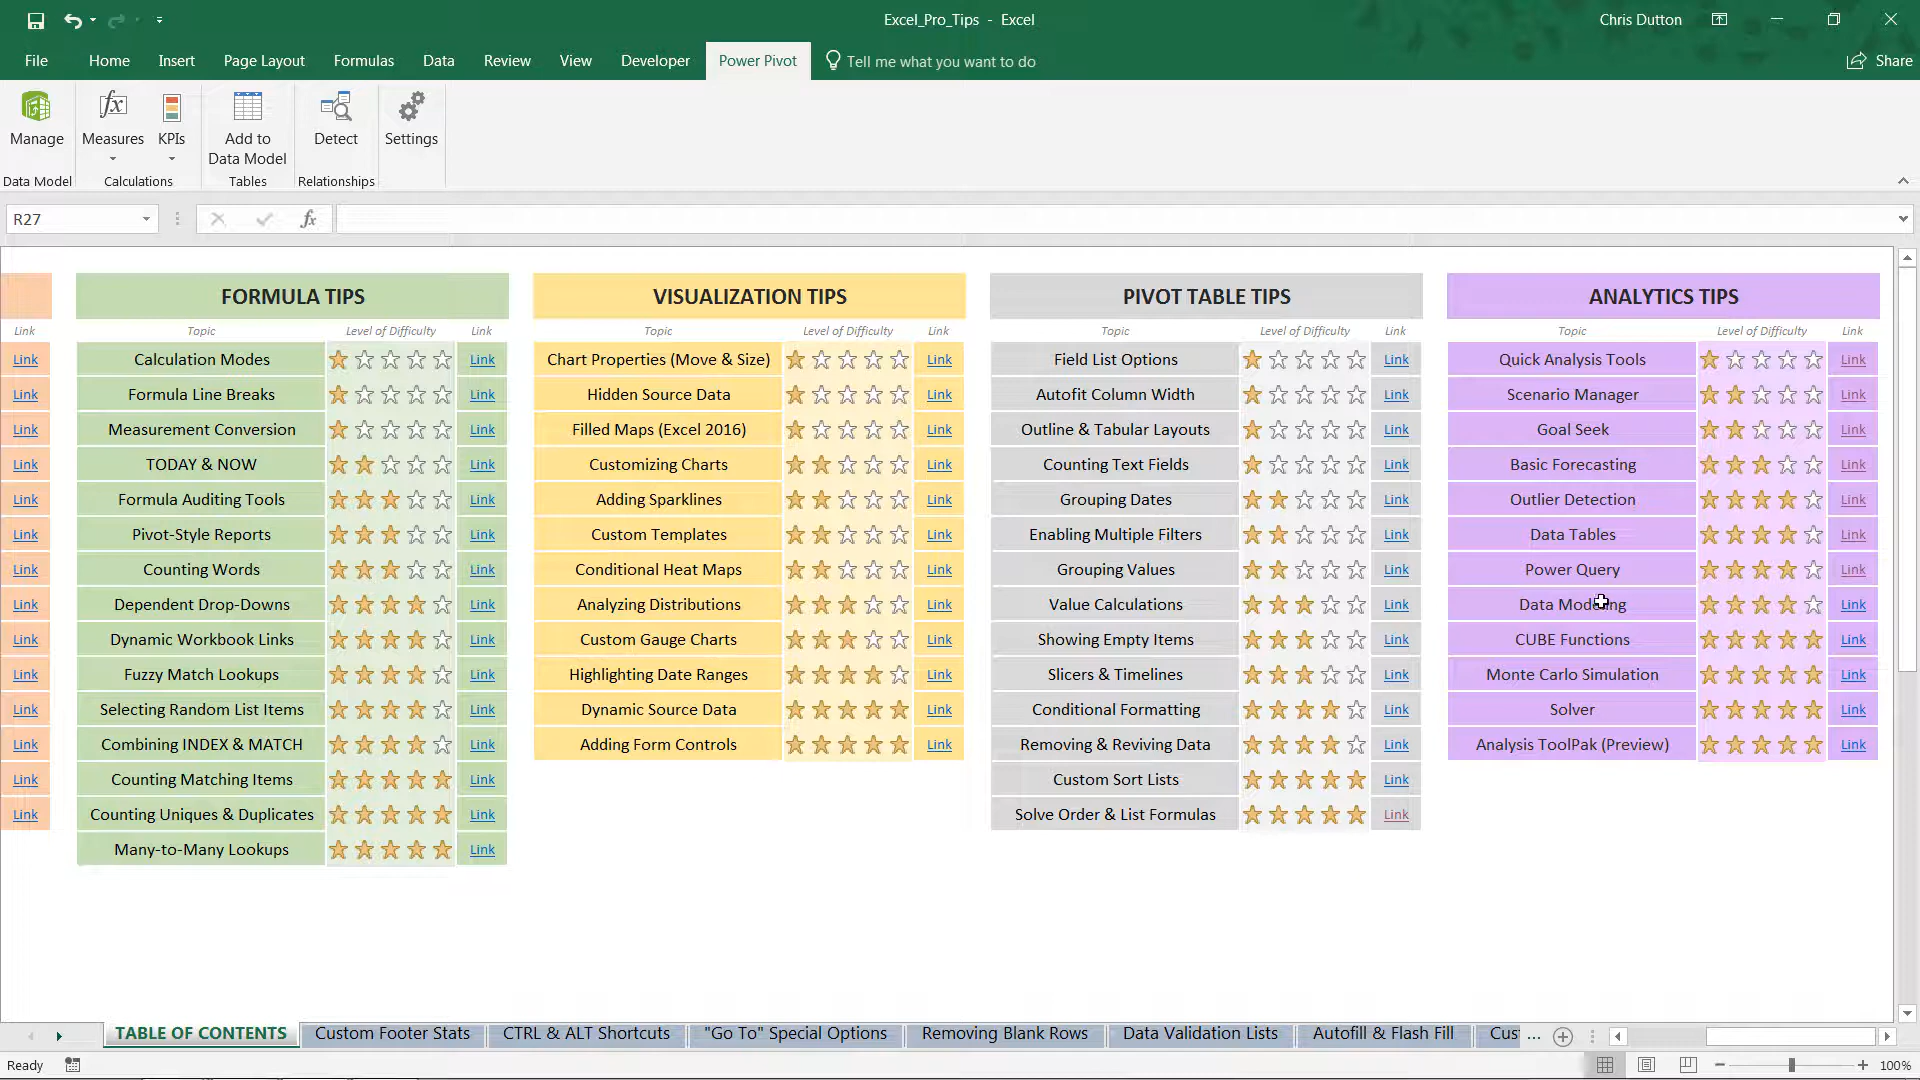 Excel_Pro_Tips - Excel
Chris Dutton
File Home Insert Page Layout Formulas Data Review View Developer Power Pivot Tell me what you want to do Share
Manage Measures KPIs Add to Data Model Detect Settings
Data Model Calculations Tables Relationships
R27 fx
FORMULA TIPS VISUALIZATION TIPS PIVOT TABLE TIPS ANALYTICS TIPS
Link Topic Level of Difficulty Link Topic Level of Difficulty Link Topic Level of Difficulty Link Topic Level of Difficulty Link
Link Calculation Modes Link Chart Properties (Move & Size) Link Field List Options Link Quick Analysis Tools Link
Link Formula Line Breaks Link Hidden Source Data Link Autofit Column Width Link Scenario Manager Link
Link Measurement Conversion Link Filled Maps (Excel 2016) Link Outline & Tabular Layouts Link Goal Seek Link
Link TODAY & NOW Link Customizing Charts Link Counting Text Fields Link Basic Forecasting Link
Link Formula Auditing Tools Link Adding Sparklines Link Grouping Dates Link Outlier Detection Link
Link Pivot-Style Reports Link Custom Templates Link Enabling Multiple Filters Link Data Tables Link
Link Counting Words Link Conditional Heat Maps Link Grouping Values Link Power Query Link
Link Dependent Drop-Downs Link Analyzing Distributions Link Value Calculations Link Data Modeling Link
Link Dynamic Workbook Links Link Custom Gauge Charts Link Showing Empty Items Link CUBE Functions Link
Link Fuzzy Match Lookups Link Highlighting Date Ranges Link Slicers & Timelines Link Monte Carlo Simulation Link
Link Selecting Random List Items Link Dynamic Source Data Link Conditional Formatting Link Solver Link
Link Combining INDEX & MATCH Link Adding Form Controls Link Removing & Reviving Data Link Analysis ToolPak (Preview) Link
Link Counting Matching Items Link Custom Sort Lists Link
Link Counting Uniques & Duplicates Link Solve Order & List Formulas Link
Many-to-Many Lookups Link
TABLE OF CONTENTS Custom Footer Stats CTRL & ALT Shortcuts "Go To" Special Options Removing Blank Rows Data Validation Lists Autofill & Flash Fill Cus ...
Ready 100%